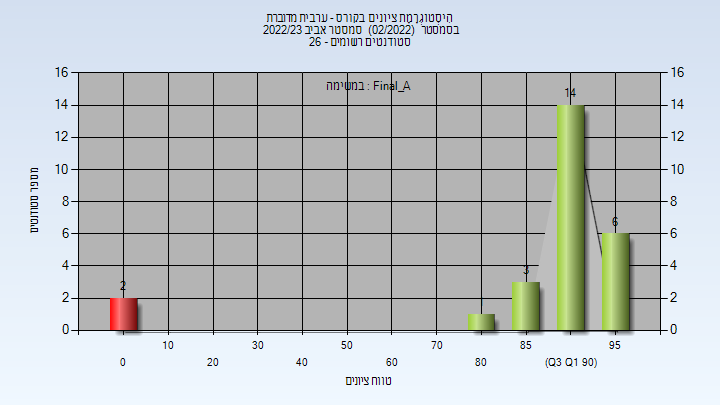 היסטוגרמת ציונים בקורס - ערבית מדוברת
בסמסטר (02/2022) סמסטר אביב 2022/23
סטודנטים רשומים - 26
במשימה : Final_A
מספר סטודנטים
16 16
14 14
12 12
10 10
8 8
6 6
4 4
2 2
0 0
2 3 14 6
10 20 30 50 60 70 85 95
0 20 40 60 80 (Q3 Q1 90)
טווח ציונים